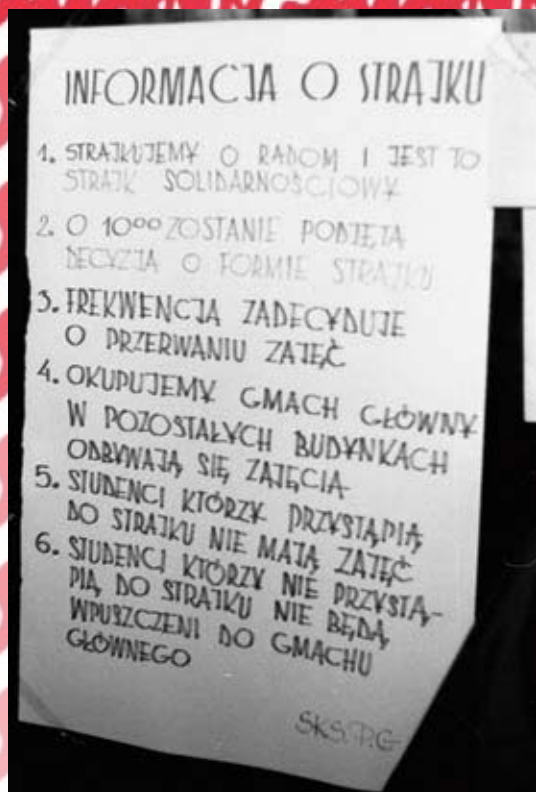 INFORMACJA O STRAJKU
1. STRAJKUJEMY O RADOM I JEST TO
STRAJK SOLIDARNOŚCIOWY
2. O 10⁰⁰ ZOSTANIE PODJĘTA
DECYZJA O FORMIE STRAJKU
3. FREKWENCJA ZADECYDUJE
O PRZERWANIU ZAJĘĆ
4. OKUPUJEMY GMACH GŁÓWNY
W POZOSTAŁYCH BUDYNKACH
ODBYWAJĄ SIĘ ZAJĘCIA
5. STUDENCI KTÓRZY PRZYSTĄPIĄ
DO STRAJKU NIE MAJĄ ZAJĘĆ
6. STUDENCI KTÓRZY NIE PRZYSTĄ-
PIĄ DO STRAJKU NIE BĘDĄ
WPUSZCZENI DO GMACHU
GŁÓWNEGO
SKS. P.G